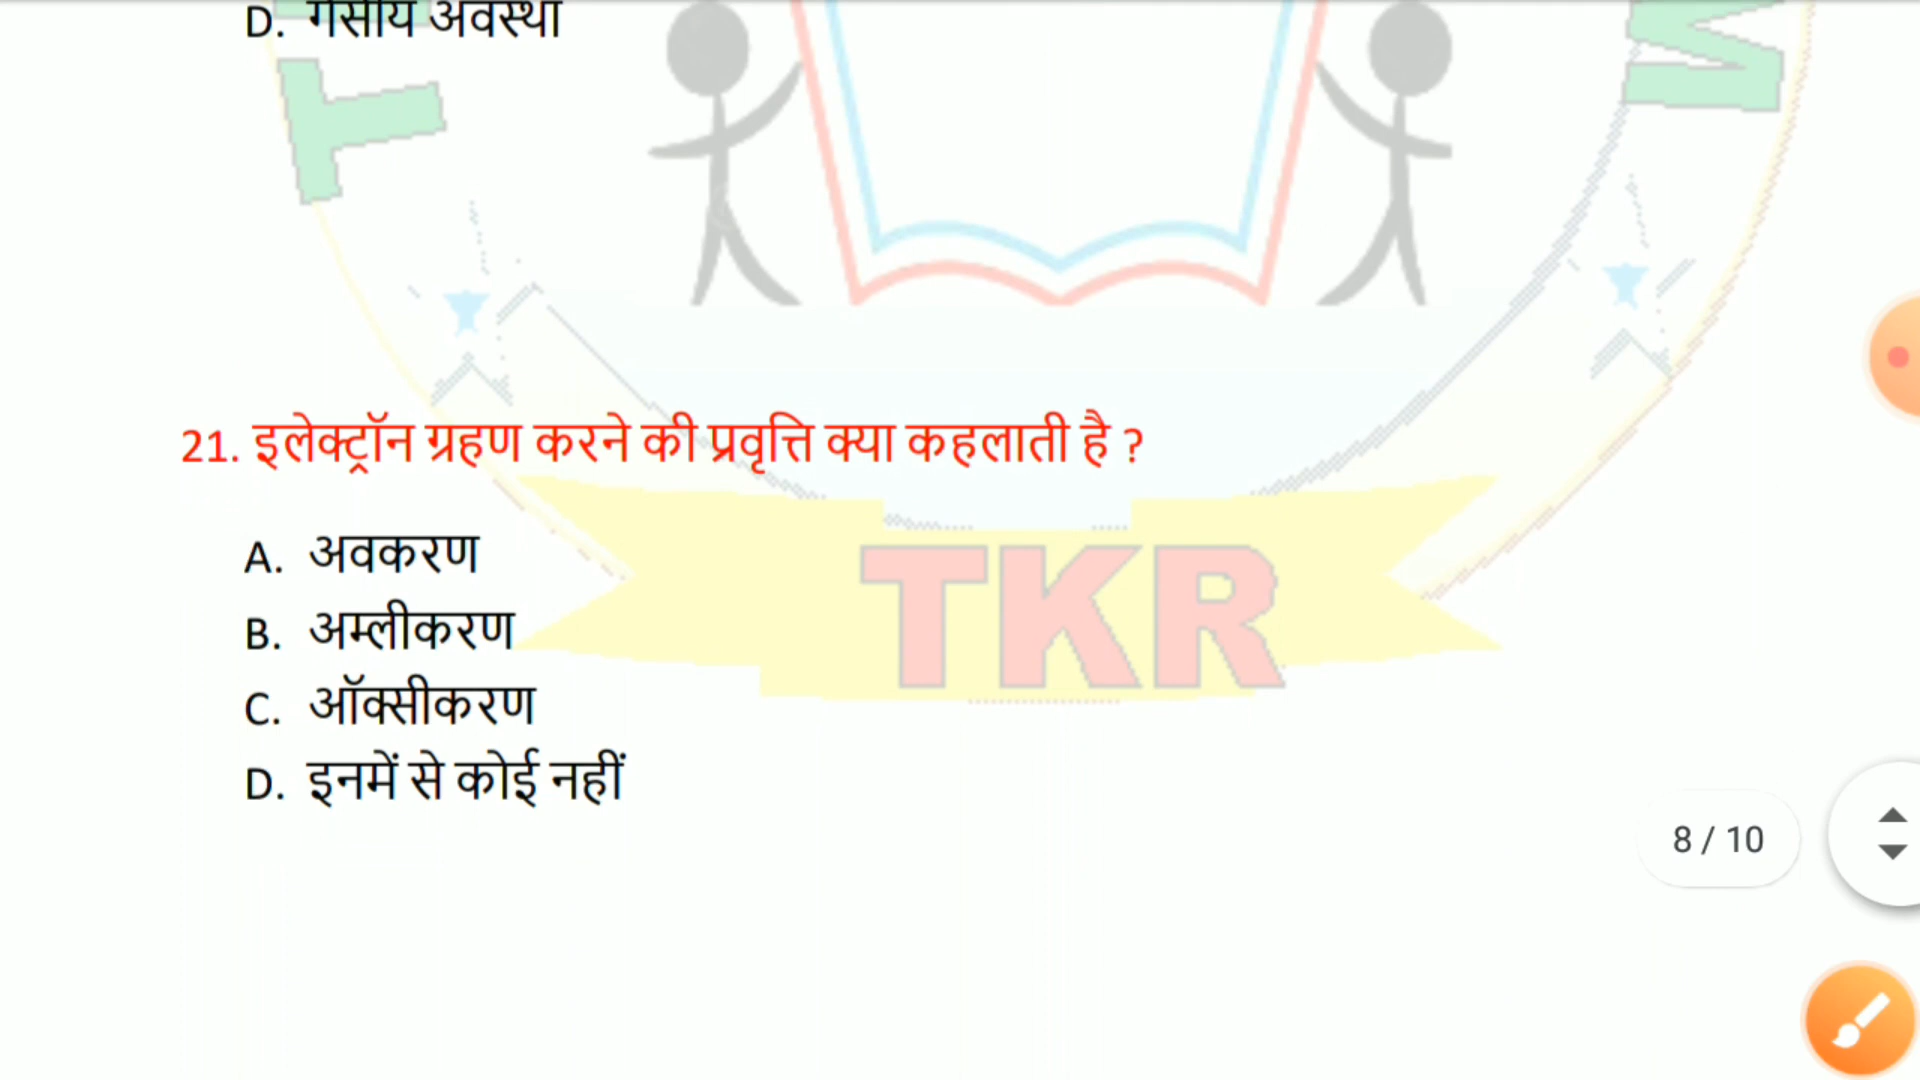 D. गैसीय अवस्था
T
M
21. इलेक्ट्रॉन ग्रहण करने की प्रवृत्ति क्या कहलाती है ?
A. अवकरण
B. अम्लीकरण
C. ऑक्सीकरण
D. इनमें से कोई नहीं
TKR
8 / 10